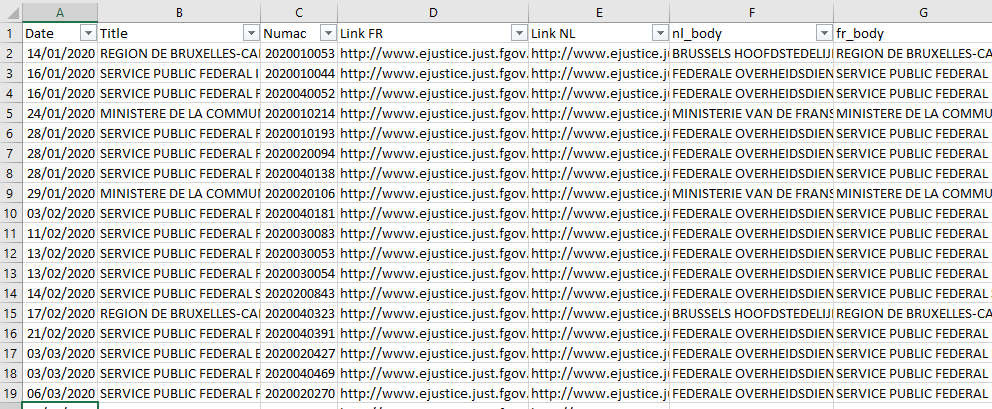 A B C D E F G
1 Date Title Numac Link FR Link NL nl_body fr_body
2 14/01/2020 REGION DE BRUXELLES-CA 2020010053 http://www.ejustice.just.fgov. http://www.ejustice.ju BRUSSELS HOOFDSTEDELIJ REGION DE BRUXELLES-CA
3 16/01/2020 SERVICE PUBLIC FEDERAL I 2020010044 http://www.ejustice.just.fgov. http://www.ejustice.ju FEDERALE OVERHEIDSDIEN SERVICE PUBLIC FEDERAL
4 16/01/2020 SERVICE PUBLIC FEDERAL 2020040052 http://www.ejustice.just.fgov. http://www.ejustice.ju FEDERALE OVERHEIDSDIEN SERVICE PUBLIC FEDERAL
5 24/01/2020 MINISTERE DE LA COMMU 2020010214 http://www.ejustice.just.fgov. http://www.ejustice.ju MINISTERIE VAN DE FRANS MINISTERE DE LA COMMU
6 28/01/2020 SERVICE PUBLIC FEDERAL F 2020010193 http://www.ejustice.just.fgov. http://www.ejustice.ju FEDERALE OVERHEIDSDIEN SERVICE PUBLIC FEDERAL
7 28/01/2020 SERVICE PUBLIC FEDERAL F 2020020094 http://www.ejustice.just.fgov. http://www.ejustice.ju FEDERALE OVERHEIDSDIEN SERVICE PUBLIC FEDERAL
8 28/01/2020 SERVICE PUBLIC FEDERAL F 2020040138 http://www.ejustice.just.fgov. http://www.ejustice.ju FEDERALE OVERHEIDSDIEN SERVICE PUBLIC FEDERAL
9 29/01/2020 MINISTERE DE LA COMMU 2020020106 http://www.ejustice.just.fgov. http://www.ejustice.ju MINISTERIE VAN DE FRANS MINISTERE DE LA COMMU
10 03/02/2020 SERVICE PUBLIC FEDERAL F 2020040181 http://www.ejustice.just.fgov. http://www.ejustice.ju FEDERALE OVERHEIDSDIEN SERVICE PUBLIC FEDERAL
11 11/02/2020 SERVICE PUBLIC FEDERAL F 2020030083 http://www.ejustice.just.fgov. http://www.ejustice.ju FEDERALE OVERHEIDSDIEN SERVICE PUBLIC FEDERAL
12 13/02/2020 SERVICE PUBLIC FEDERAL F 2020030053 http://www.ejustice.just.fgov. http://www.ejustice.ju FEDERALE OVERHEIDSDIEN SERVICE PUBLIC FEDERAL
13 13/02/2020 SERVICE PUBLIC FEDERAL F 2020030054 http://www.ejustice.just.fgov. http://www.ejustice.ju FEDERALE OVERHEIDSDIEN SERVICE PUBLIC FEDERAL
14 14/02/2020 SERVICE PUBLIC FEDERAL S 2020200843 http://www.ejustice.just.fgov. http://www.ejustice.ju FEDERALE OVERHEIDSDIEN SERVICE PUBLIC FEDERAL
15 17/02/2020 REGION DE BRUXELLES-CA 2020040323 http://www.ejustice.just.fgov. http://www.ejustice.ju BRUSSELS HOOFDSTEDELIJ REGION DE BRUXELLES-CA
16 21/02/2020 SERVICE PUBLIC FEDERAL F 2020040391 http://www.ejustice.just.fgov. http://www.ejustice.ju FEDERALE OVERHEIDSDIEN SERVICE PUBLIC FEDERAL
17 03/03/2020 SERVICE PUBLIC FEDERAL E 2020020427 http://www.ejustice.just.fgov. http://www.ejustice.ju FEDERALE OVERHEIDSDIEN SERVICE PUBLIC FEDERAL
18 03/03/2020 SERVICE PUBLIC FEDERAL F 2020040469 http://www.ejustice.just.fgov. http://www.ejustice.ju FEDERALE OVERHEIDSDIEN SERVICE PUBLIC FEDERAL
19 06/03/2020 SERVICE PUBLIC FEDERAL F 2020020270 http://www.ejustice.just.fgov. http://www.ejustice.ju FEDERALE OVERHEIDSDIEN SERVICE PUBLIC FEDERAL